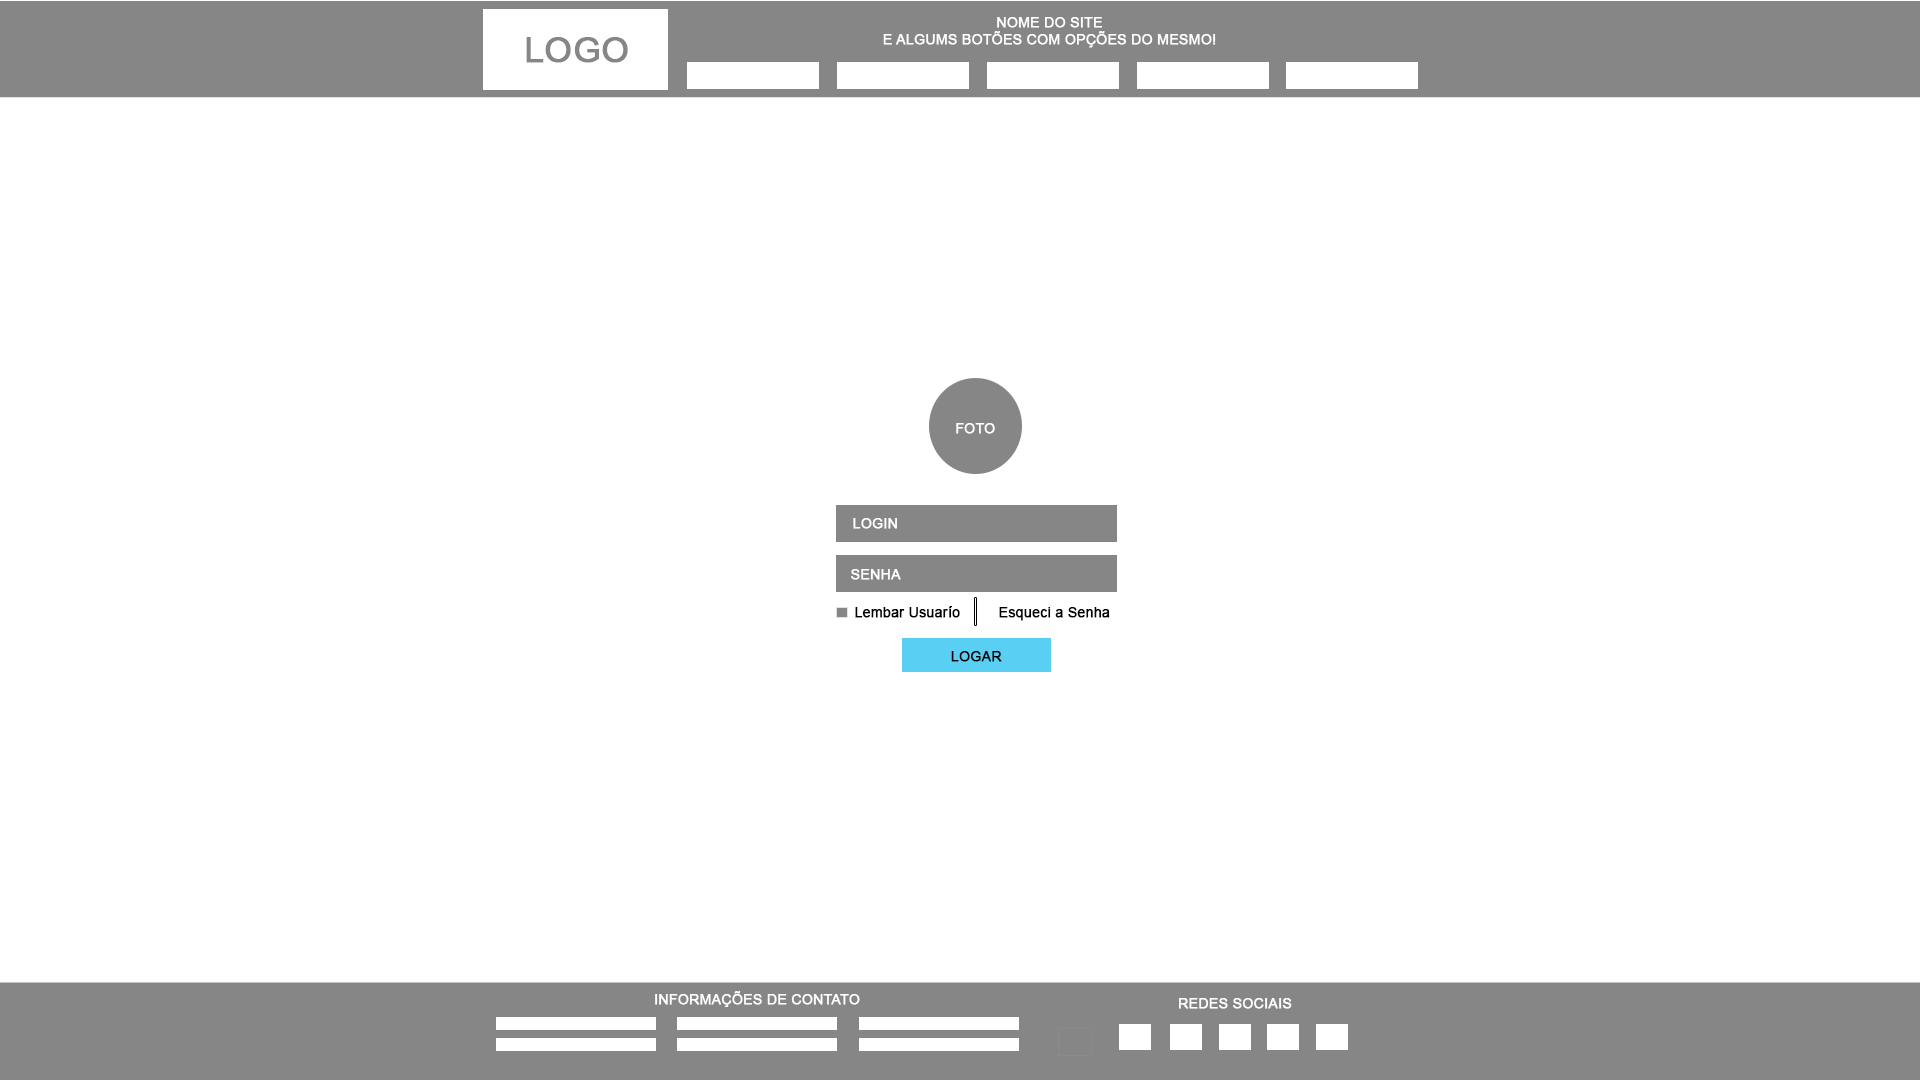 LOGO
NOME DO SITE
E ALGUMS BOTÕES COM OPÇÕES DO MESMO!
FOTO
LOGIN
SENHA
Lembar Usuarío
Esqueci a Senha
LOGAR
INFORMAÇÕES DE CONTATO
REDES SOCIAIS